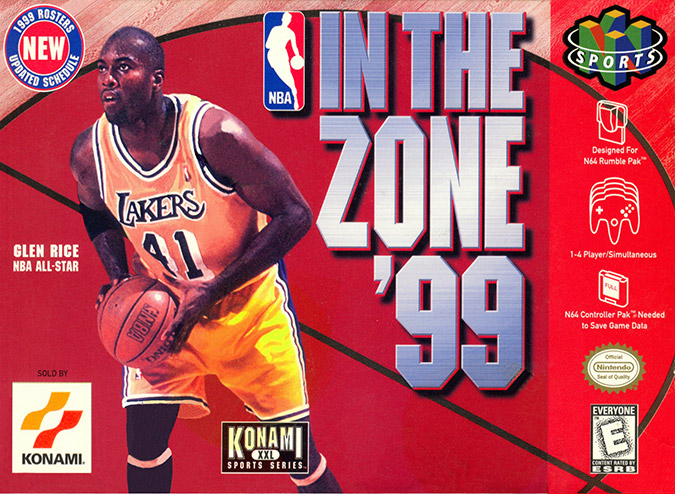 1999 ROSTERS
NEW
UPDATED SCHEDULE
NBA
IN THE
ZONE
'99
SPORTS
Designed For
N64 Rumble Pak™
1-4 Player/Simultaneous
FULL
N64 Controller Pak™ Needed
to Save Game Data
Official
Nintendo
Seal of Quality
EVERYONE
E
CONTENT RATED BY
ESRB
GLEN RICE
NBA ALL-STAR
LAKERS
41
SOLD BY
KONAMI
KONAMI
XXL
SPORTS SERIES™